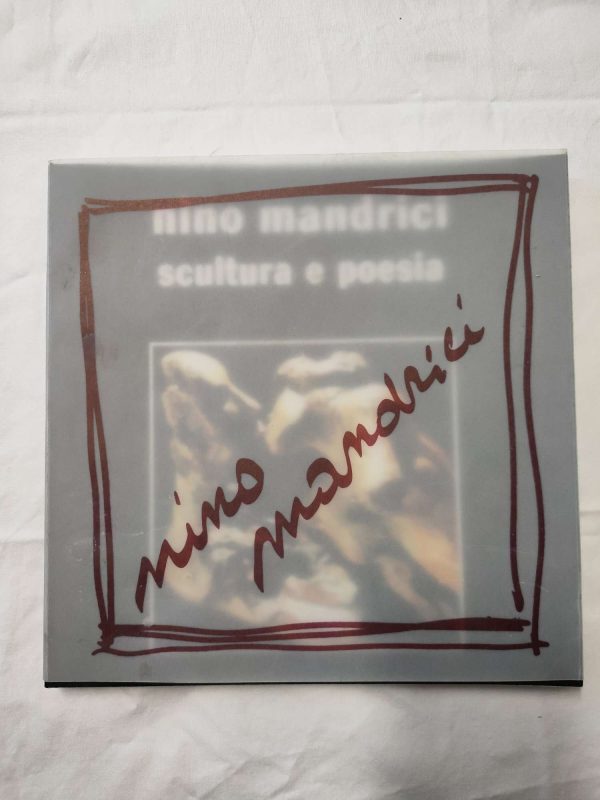 nino mandrici
scultura e poesia
nino
mandrici